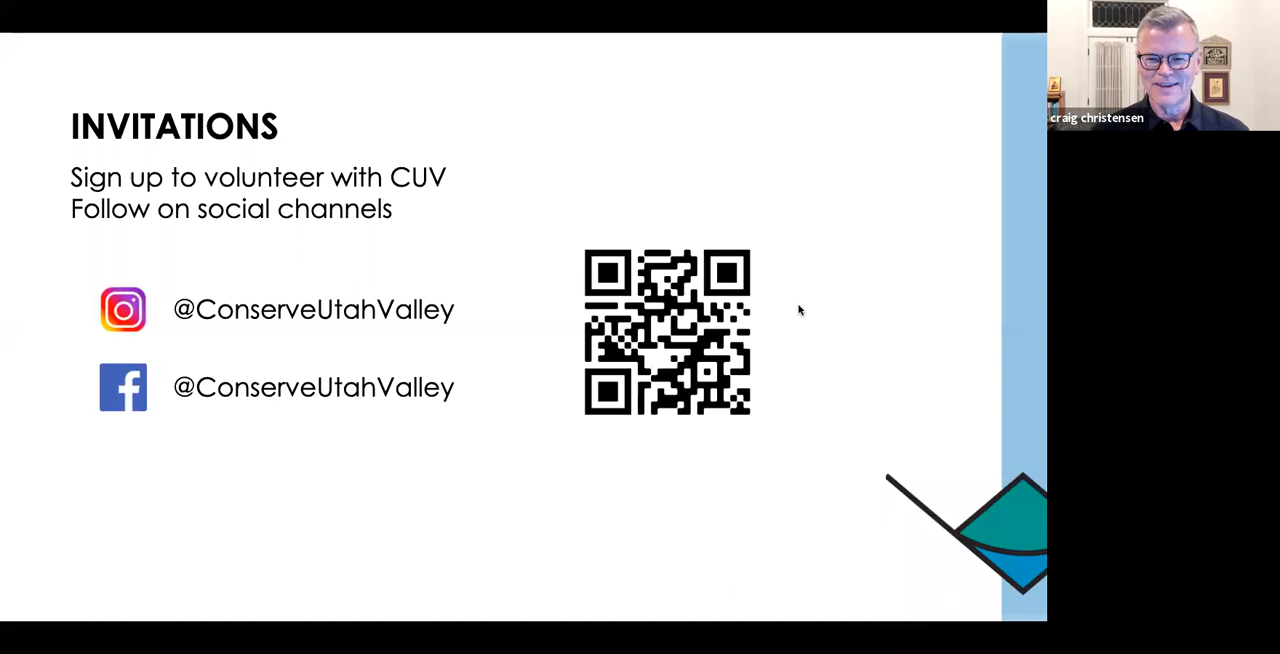 INVITATIONS
Sign up to volunteer with CUV
Follow on social channels
@ConserveUtahValley
@ConserveUtahValley
craig christensen